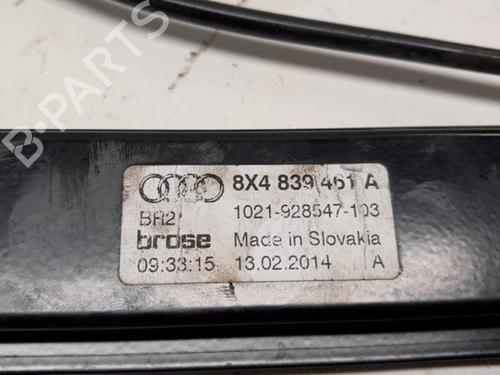 8X4 839 461 A
BR2 1021-928547-103
brose Made in Slovakia
09:33:15 13.02.2014 A
B-PARTS